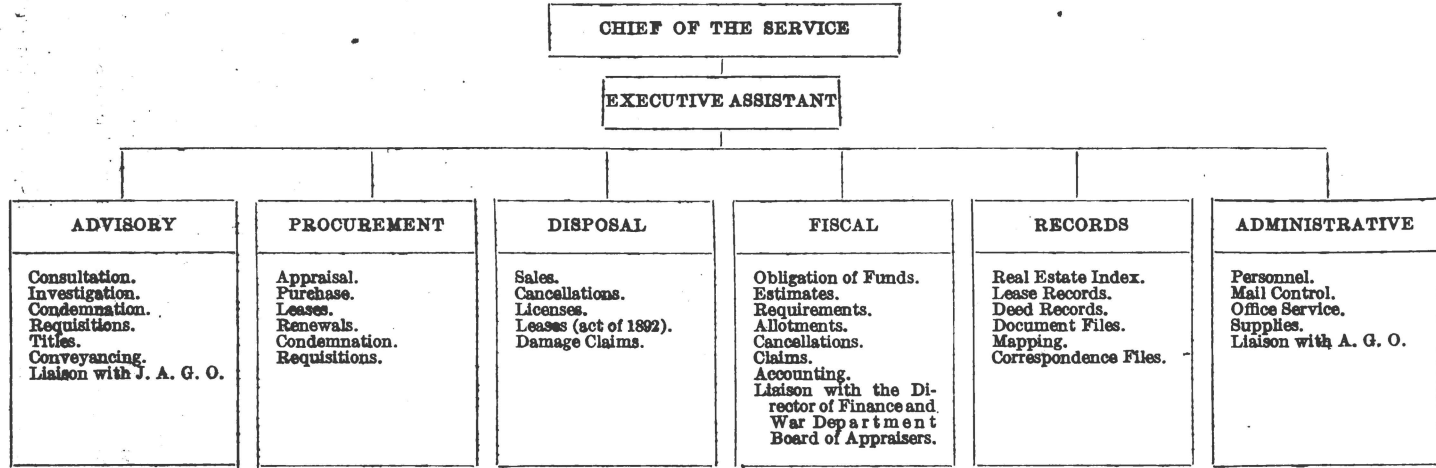 CHIEF OF THE SERVICE
EXECUTIVE ASSISTANT
ADVISORY
Consultation.
Investigation.
Condemnation.
Requisitions.
Titles.
Conveyancing.
Liaison with J. A. G. O.
PROCUREMENT
Appraisal.
Purchase.
Leases.
Renewals.
Condemnation.
Requisitions.
DISPOSAL
Sales.
Cancellations.
Licenses.
Leases (act of 1892).
Damage Claims.
FISCAL
Obligation of Funds.
Estimates.
Requirements.
Allotments.
Cancellations.
Claims.
Accounting.
Liaison with the Di-
rector of Finance and
War Department
Board of Appraisers.
RECORDS
Real Estate Index.
Lease Records.
Deed Records.
Document Files.
Mapping.
Correspondence Files.
ADMINISTRATIVE
Personnel.
Mail Control.
Office Service.
Supplies.
Liaison with A. G. O.